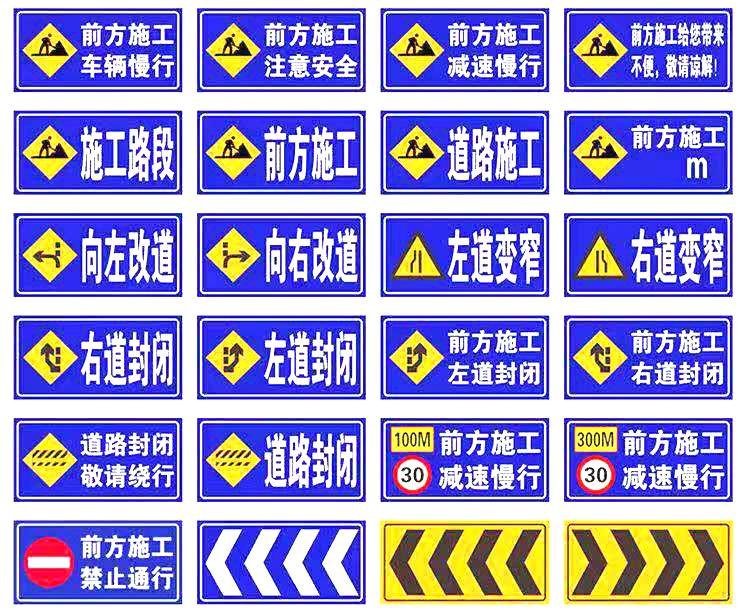 前方施工
车辆慢行
前方施工
注意安全
前方施工
减速慢行
前方施工给您带来
不便，敬请谅解！
施工路段
前方施工
道路施工
前方施工
m
向左改道
向右改道
左道变窄
右道变窄
右道封闭
左道封闭
前方施工
左道封闭
前方施工
右道封闭
道路封闭
敬请绕行
道路封闭
100M
前方施工
30
减速慢行
300M
前方施工
30
减速慢行
前方施工
禁止通行